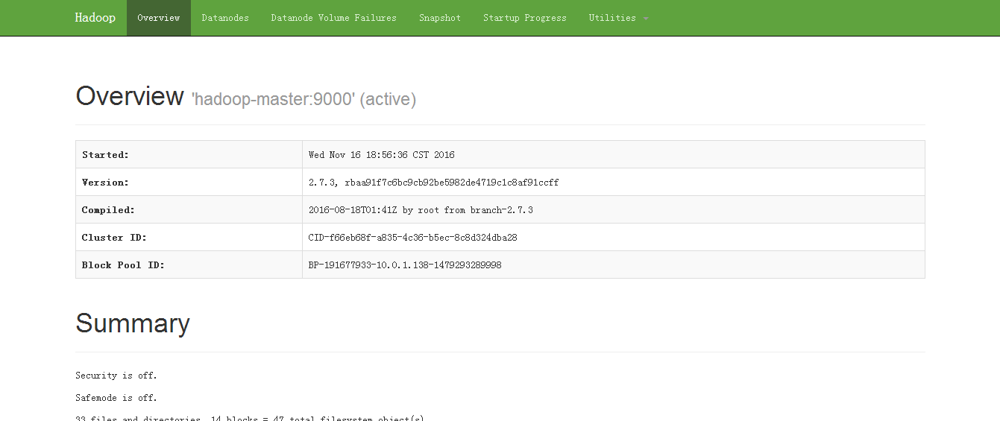 Hadoop Overview Datanodes Datanode Volume Failures Snapshot Startup Progress Utilities
Overview 'hadoop-master:9000' (active)
Started: Wed Nov 16 18:56:36 CST 2016
Version: 2.7.3, rbaa91f7c6bc9cb92be5982de4719c1c8af91ccff
Compiled: 2016-08-18T01:41Z by root from branch-2.7.3
Cluster ID: CID-f66eb68f-a835-4c36-b5ec-8c8d324dba28
Block Pool ID: BP-191677933-10.0.1.138-1479293289998
Summary
Security is off.
Safemode is off.
33 files and directories, 14 blocks = 47 total filesystem object(s)